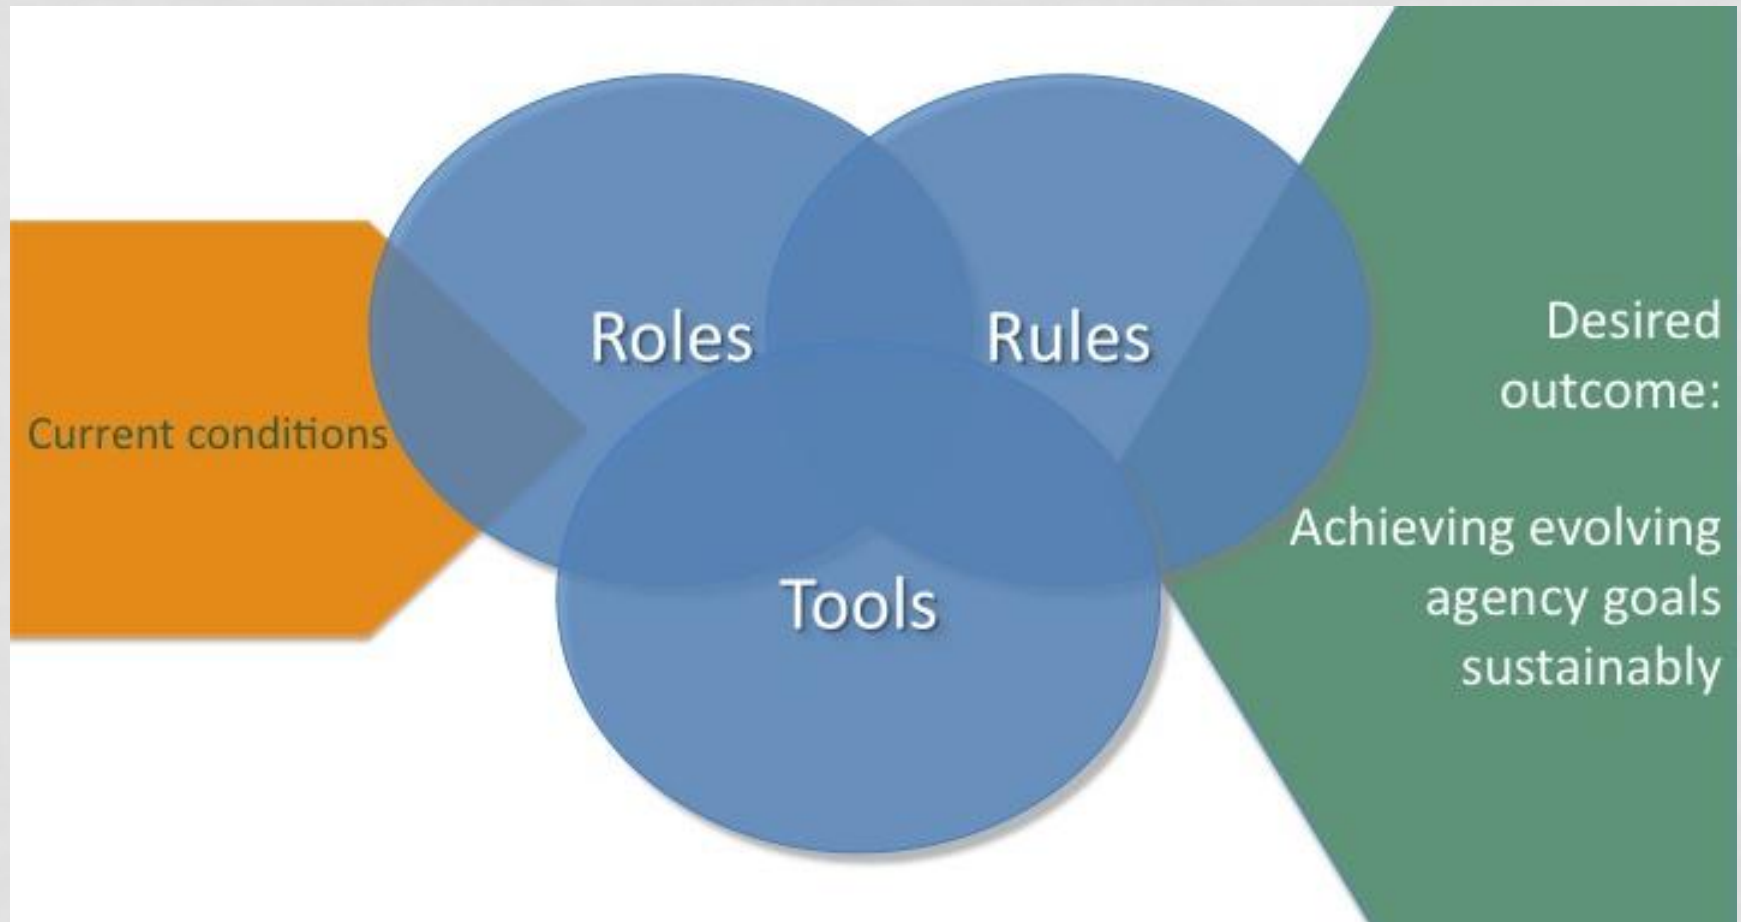 Current conditions
Roles
Rules
Tools
Desired
outcome:
Achieving evolving
agency goals
sustainably